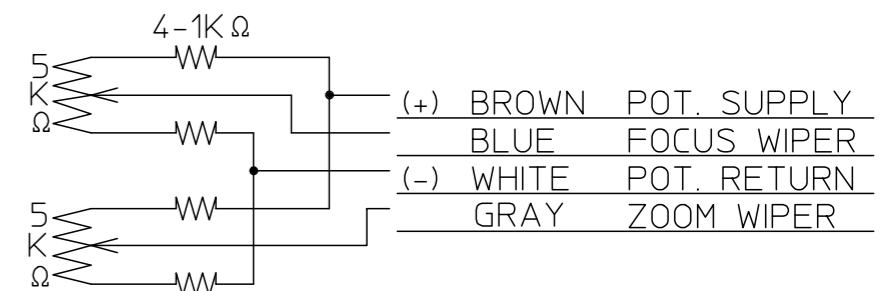 4-1K Ω
5
K
Ω
(+) BROWN POT. SUPPLY
BLUE FOCUS WIPER
(-) WHITE POT. RETURN
GRAY ZOOM WIPER
5
K
Ω